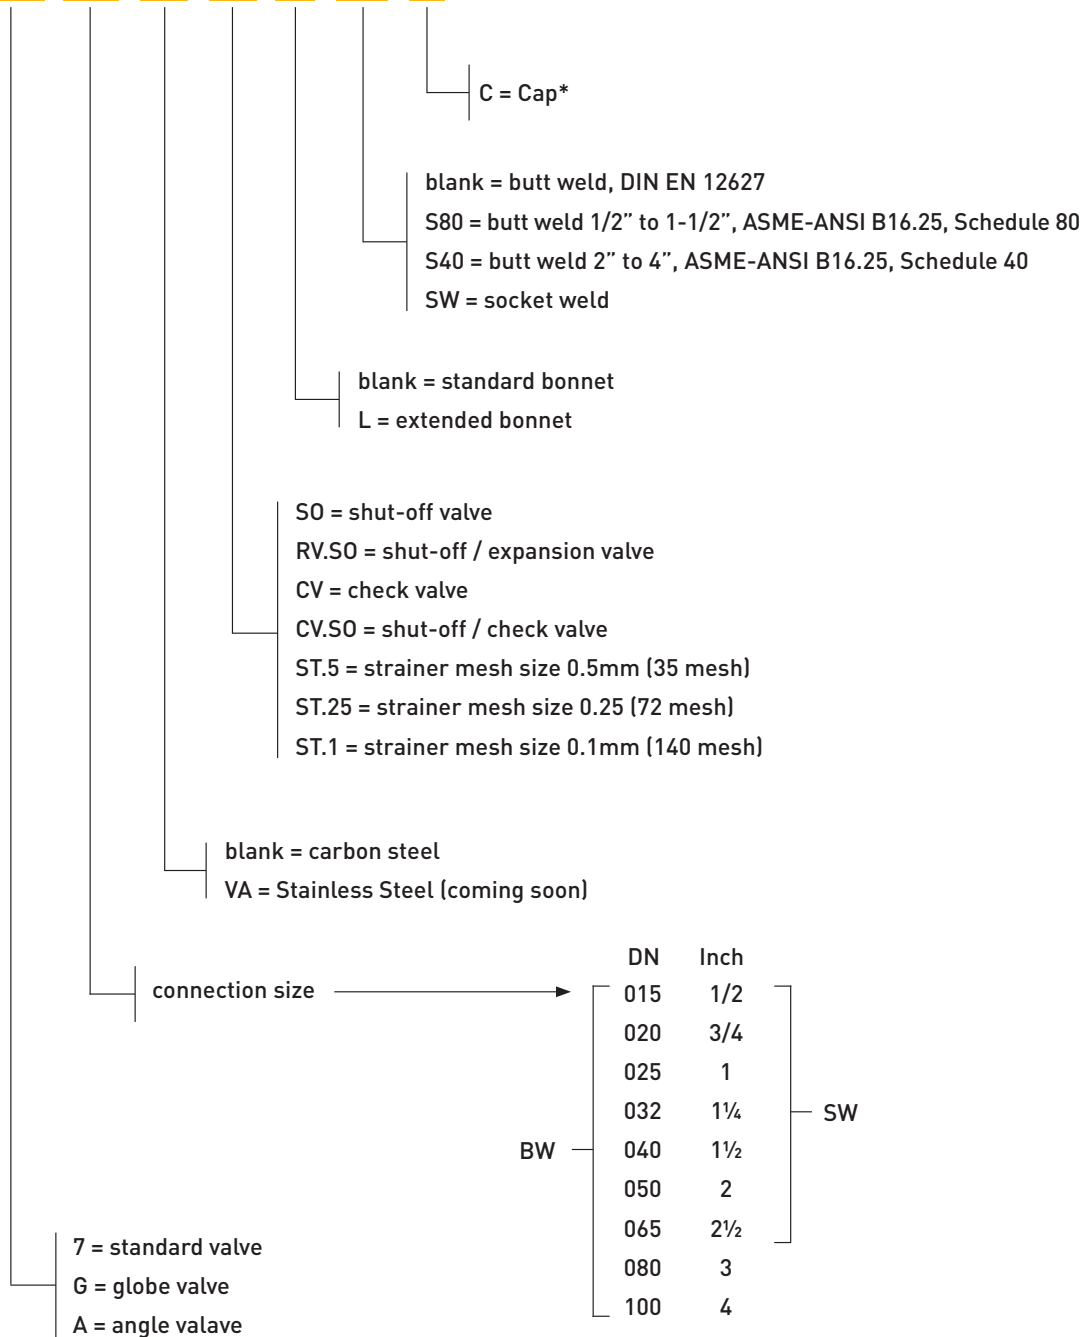 C = Cap*
blank = butt weld, DIN EN 12627
S80 = butt weld 1/2” to 1-1/2”, ASME-ANSI B16.25, Schedule 80
S40 = butt weld 2” to 4”, ASME-ANSI B16.25, Schedule 40
SW = socket weld
blank = standard bonnet
L = extended bonnet
SO = shut-off valve
RV.SO = shut-off / expansion valve
CV = check valve
CV.SO = shut-off / check valve
ST.5 = strainer mesh size 0.5mm (35 mesh)
ST.25 = strainer mesh size 0.25 (72 mesh)
ST.1 = strainer mesh size 0.1mm (140 mesh)
blank = carbon steel
VA = Stainless Steel (coming soon)
connection size
DN Inch
015 1/2
020 3/4
025 1
032 1¼
SW
040 1½
BW
050 2
065 2½
080 3
100 4
7 = standard valve
G = globe valve
A = angle valave